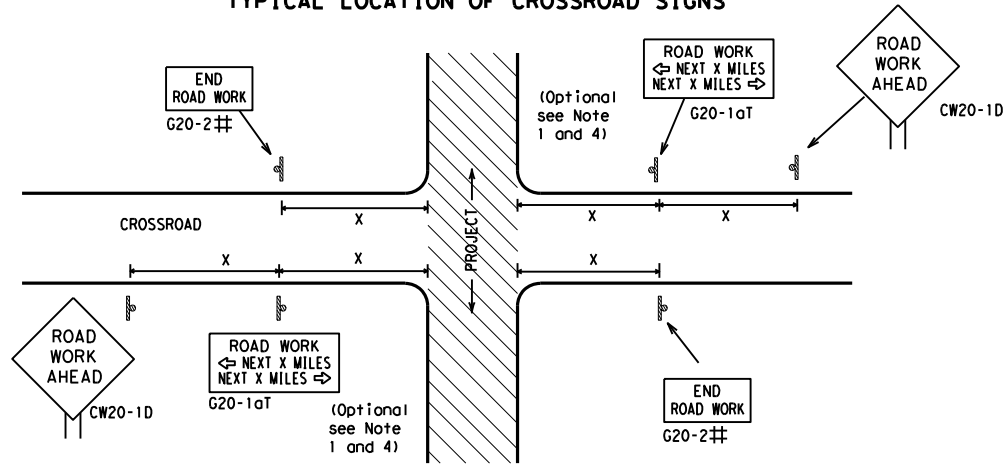 TYPICAL LOCATION OF CROSSROAD SIGNS
END
ROAD WORK
G20-2#
(Optional
see Note
1 and 4)
ROAD WORK
⇦ NEXT X MILES
NEXT X MILES ⇨
G20-1aT
ROAD
WORK
AHEAD
CW20-1D
X
X
X
CROSSROAD
PROJECT
X
X
X
ROAD
WORK
AHEAD
CW20-1D
ROAD WORK
⇦ NEXT X MILES
NEXT X MILES ⇨
G20-1aT
(Optional
see Note
1 and 4)
END
ROAD WORK
G20-2#